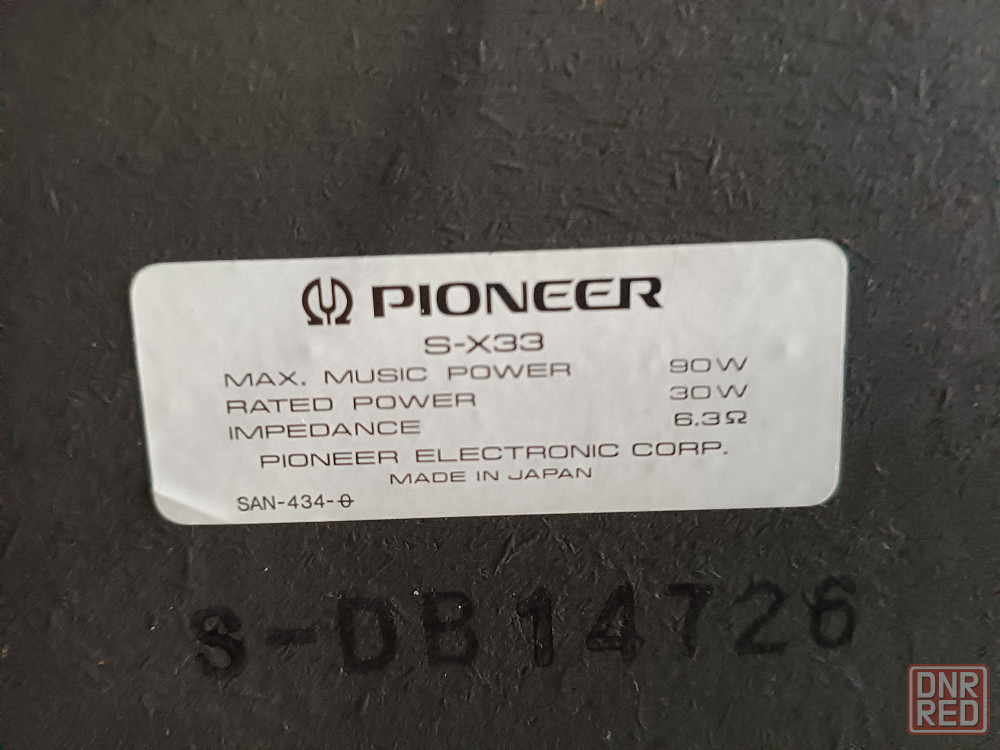 PIONEER
S-X33
MAX. MUSIC POWER 90W
RATED POWER 30W
IMPEDANCE 6.3Ω
PIONEER ELECTRONIC CORP.
MADE IN JAPAN
SAN-434-0
S-DB14726
DNR
RED